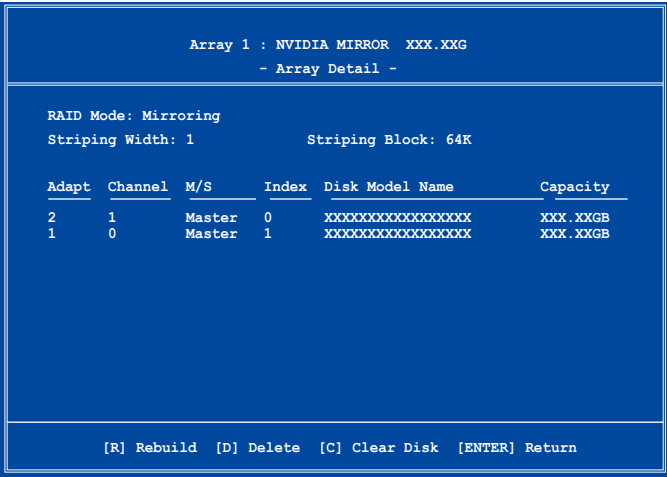 Array 1 : NVIDIA MIRROR  XXX.XXG
- Array Detail -
RAID Mode: Mirroring
Striping Width: 1 Striping Block: 64K
Adapt Channel M/S Index Disk Model Name Capacity
2 1 Master 0 XXXXXXXXXXXXXXXXX XXX.XXGB
1 0 Master 1 XXXXXXXXXXXXXXXXX XXX.XXGB
[R] Rebuild [D] Delete [C] Clear Disk [ENTER] Return